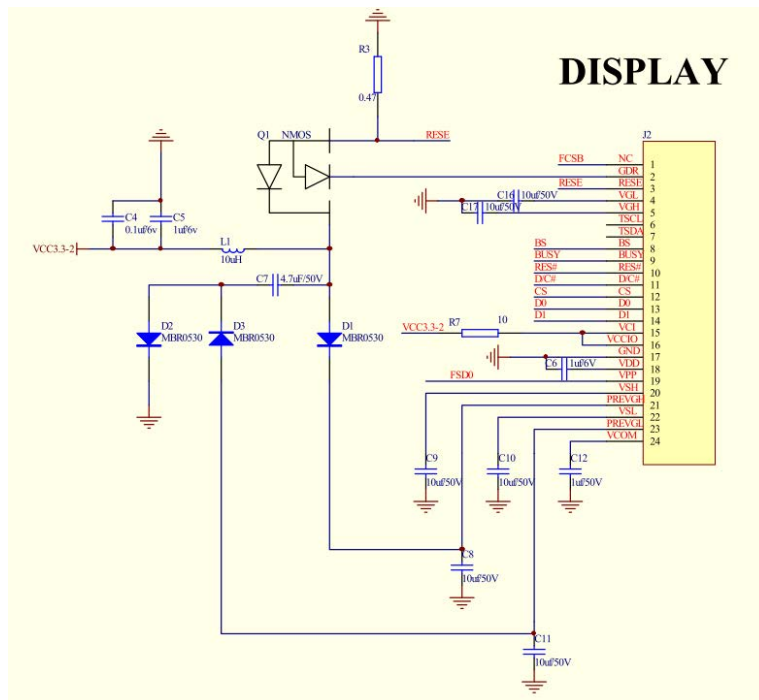 DISPLAY
R3
0.47
RESE
Q1
NMOS
C4
0.1uf/6v
C5
1uf/6v
VCC3.3-2
L1
10uH
C7
4.7uF/50V
D2
MBR0530
D3
MBR0530
D1
MBR0530
J2
FCSB
NC
1
GDR
2
RESE
RESE
3
C16
10uf/50V
VGL
4
C17
10uf/50V
VGH
5
TSCL
6
TSDA
7
BS
BS
8
BUSY
BUSY
9
RES#
RES#
10
D/C#
D/C#
11
CS
CS
12
D0
D0
13
D1
D1
14
VCC3.3-2
R7
10
VCI
15
VCCIO
16
GND
17
C6
1uf/6V
VDD
18
FSD0
VPP
19
VSH
20
PREVGH
21
VSL
22
PREVGL
23
VCOM
24
C9
10uf/50V
C10
10uf/50V
C12
1uf/50V
C8
10uf/50V
C11
10uf/50V